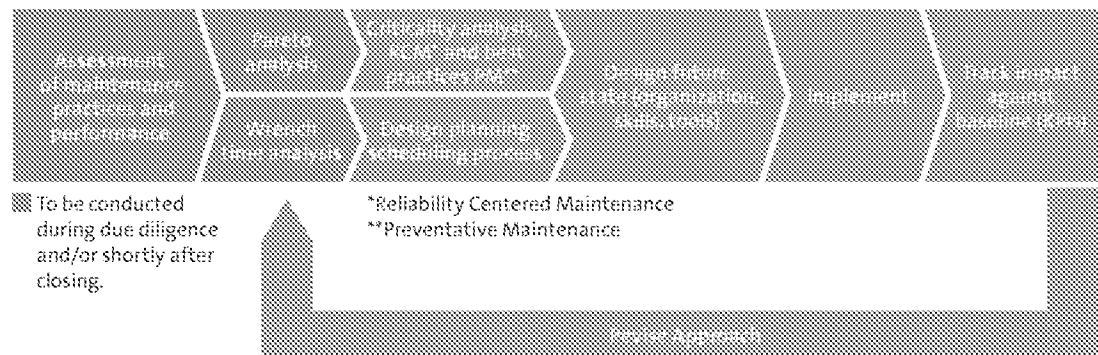 Assessment
of maintenance
practices and
performance
Pareto
analysis
Wrench
time analysis
Criticality analysis,
RCM* and best
practices PM**
Design planning
scheduling process
Design future
state (organization,
skills, tools)
Implement
Track impact
against
baseline (KPIs)
To be conducted
during due diligence
and/or shortly after
closing.
*Reliability Centered Maintenance
**Preventative Maintenance
Revise Approach